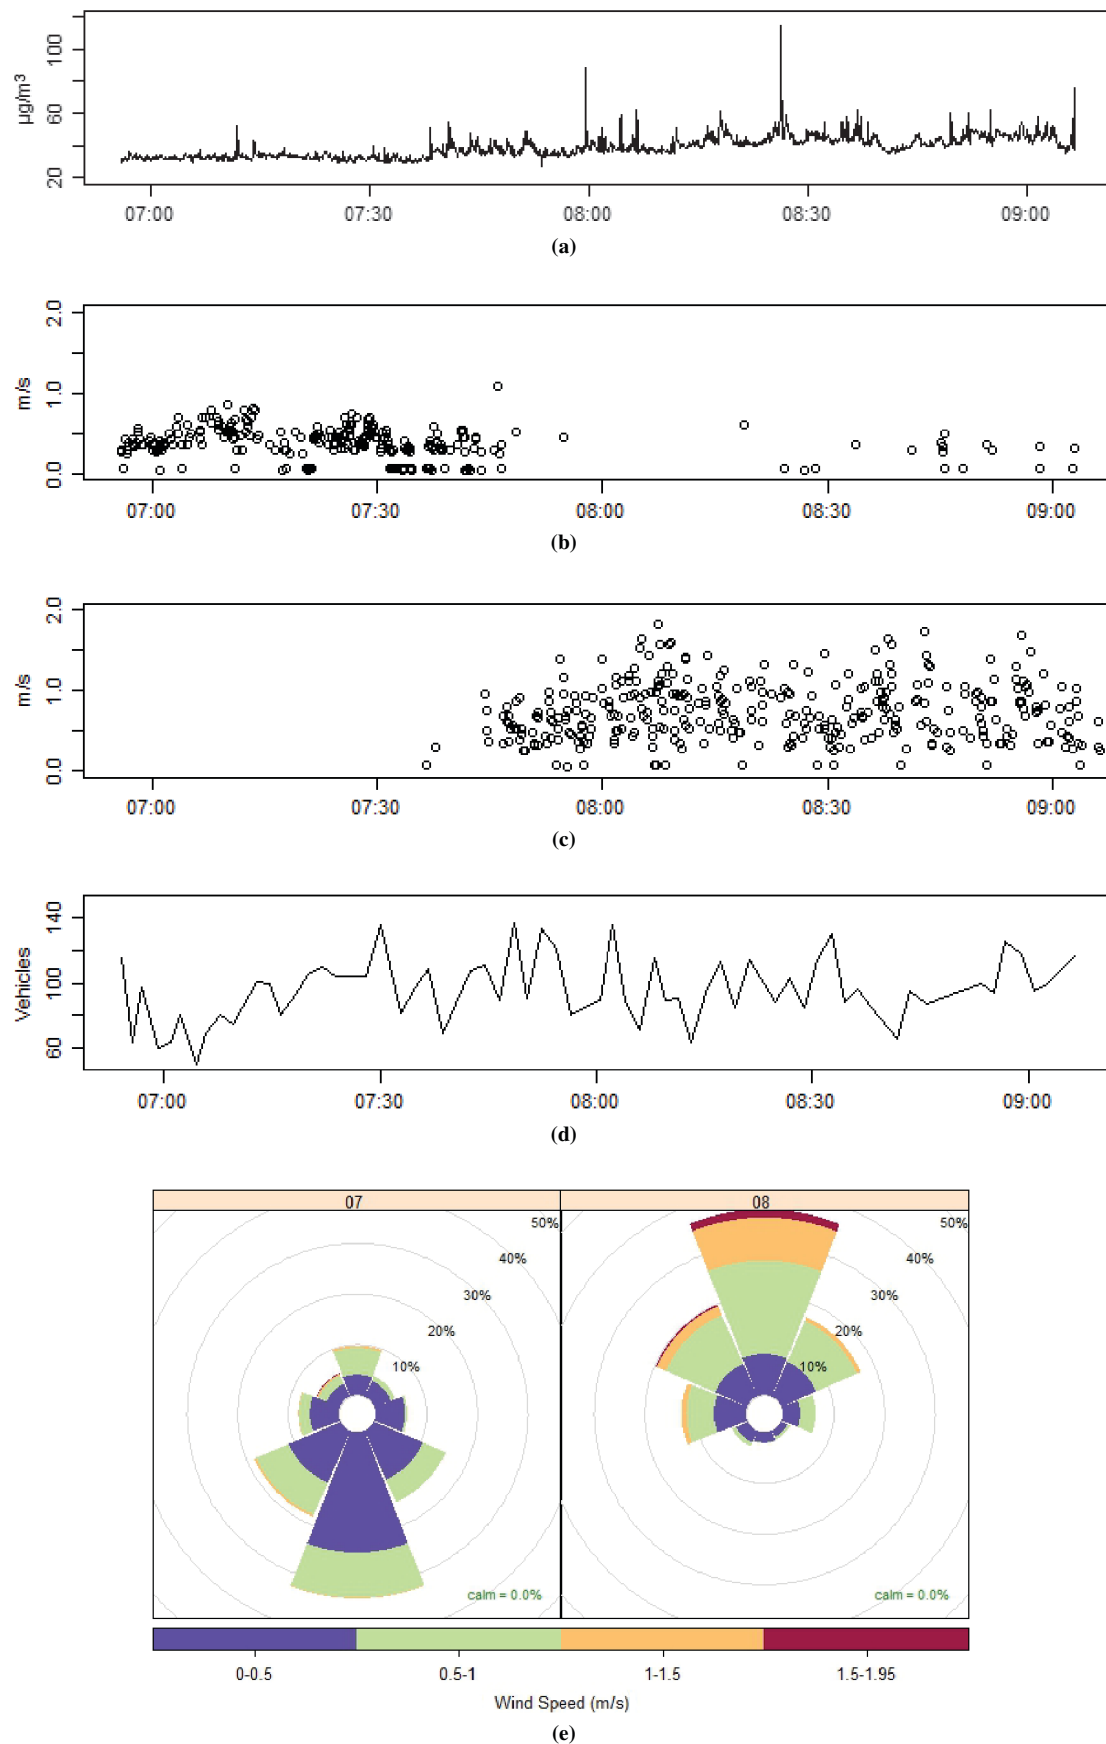 100
60
20
µg/m³
07:00 07:30 08:00 08:30 09:00
(a)
2.0
1.0
0.0
m/s
07:00 07:30 08:00 08:30 09:00
(b)
2.0
1.0
0.0
m/s
07:00 07:30 08:00 08:30 09:00
(c)
140
100
60
Vehicles
07:00 07:30 08:00 08:30 09:00
(d)
07 08
50% 50%
40% 40%
30% 30%
20% 20%
10% 10%
calm = 0.0% calm = 0.0%
0-0.5 0.5-1 1-1.5 1.5-1.95
Wind Speed (m/s)
(e)